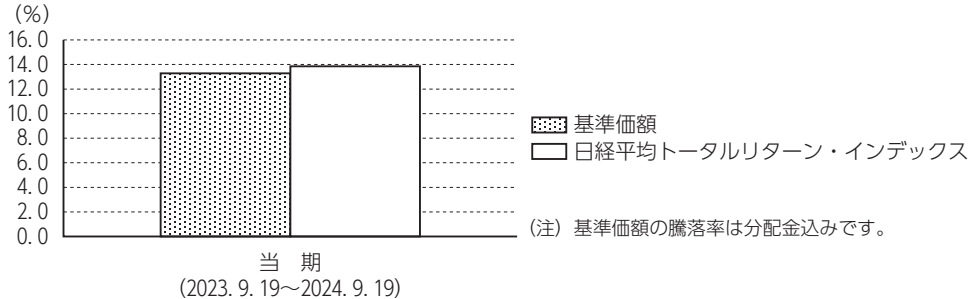 (%)
16.0
14.0
12.0
10.0
8.0
6.0
4.0
2.0
0.0
基準価額
日経平均トータルリターン・インデックス
(注) 基準価額の騰落率は分配金込みです。
当 期
(2023.9.19～2024.9.19)